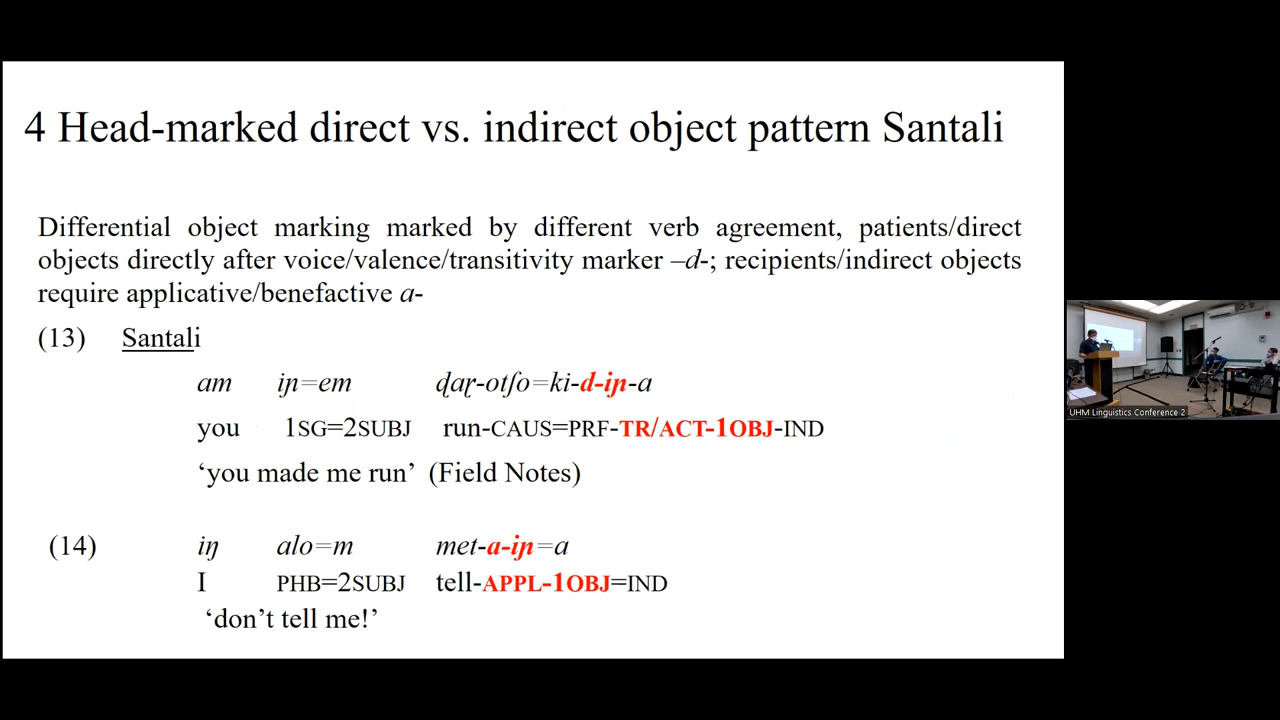 4 Head-marked direct vs. indirect object pattern Santali
Differential object marking marked by different verb agreement, patients/direct
objects directly after voice/valence/transitivity marker –d-; recipients/indirect objects
require applicative/benefactive a-
(13) Santali
am iɲ=em ɖaɽ-otʃo=ki-d-iɲ-a
you 1SG=2SUBJ run-CAUS=PRF-TR/ACT-1OBJ-IND
‘you made me run’ (Field Notes)
(14) iŋ alo=m met-a-iɲ=a
I PHB=2SUBJ tell-APPL-1OBJ=IND
‘don’t tell me!’
UHM Linguistics Conference 2